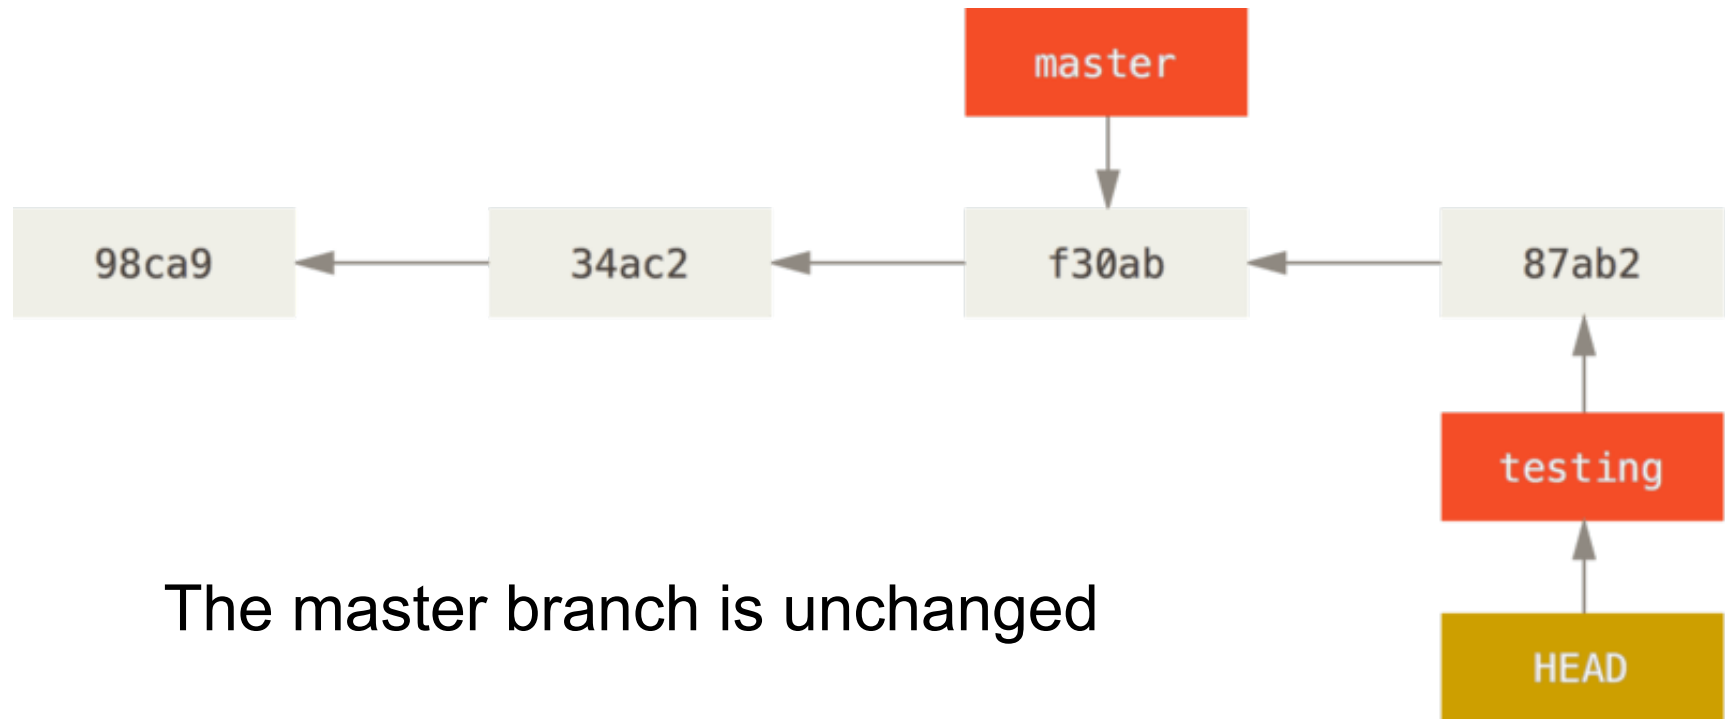 master
98ca9
34ac2
f30ab
87ab2
testing
The master branch is unchanged
HEAD